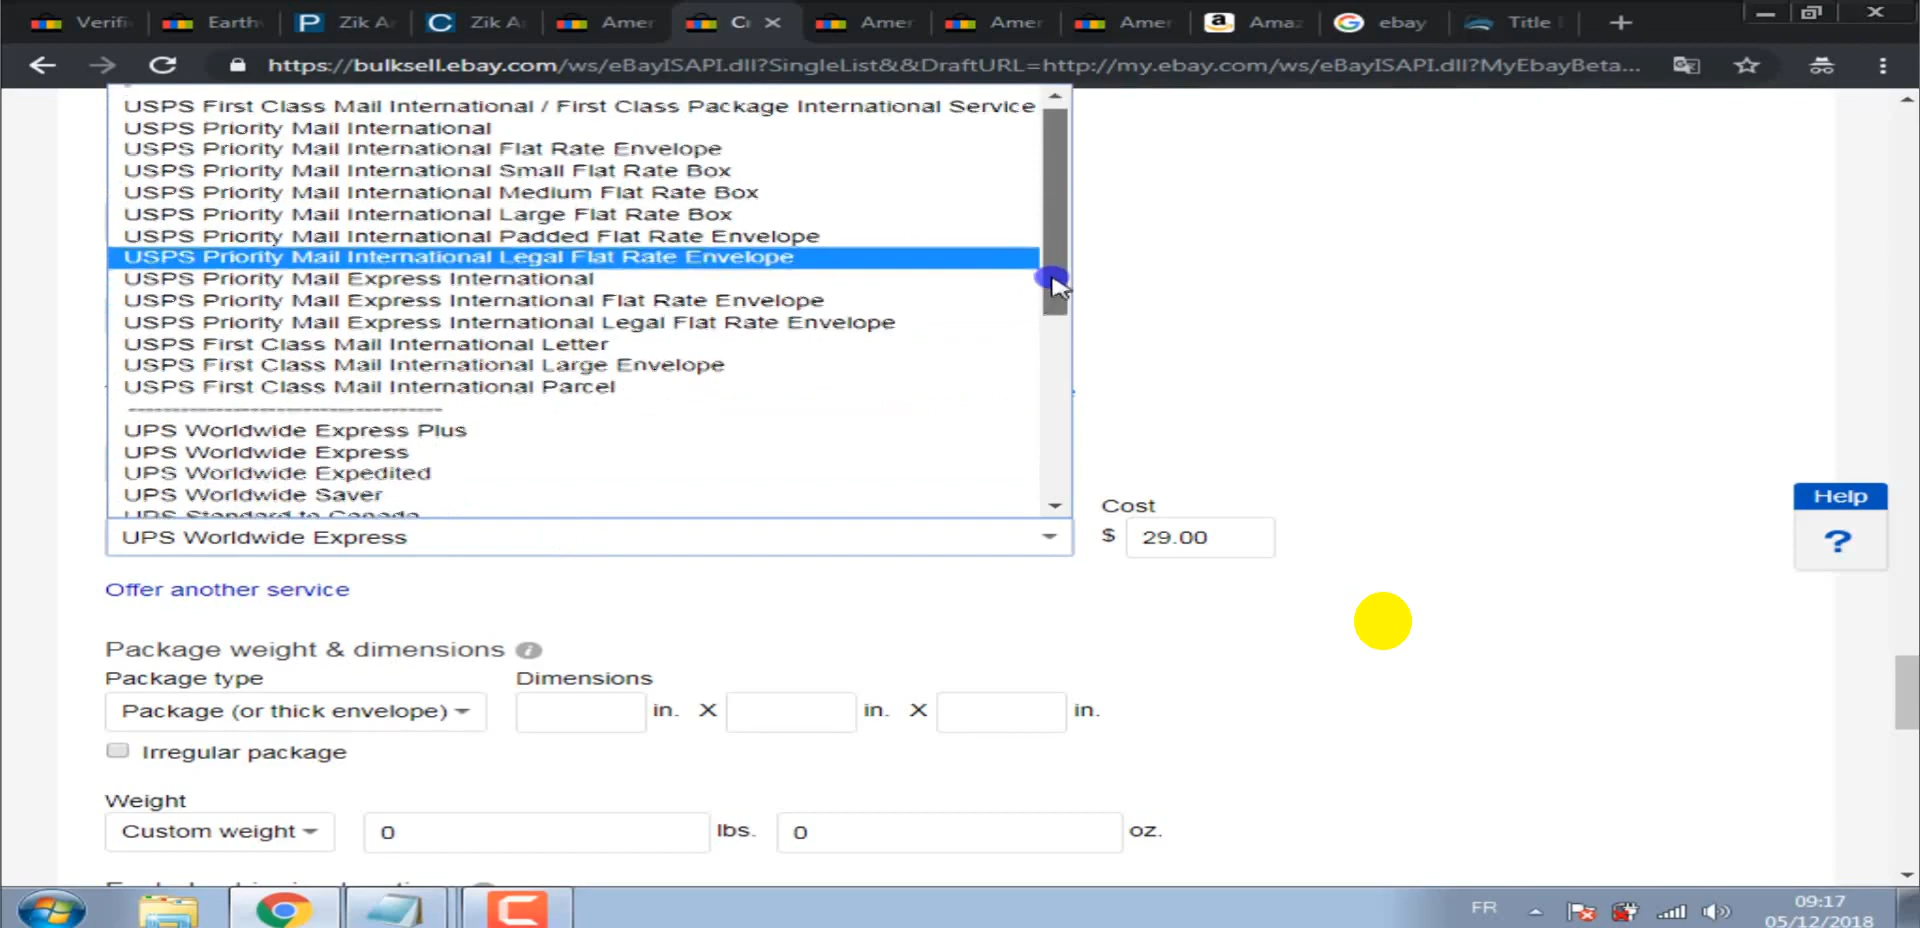 Verifi
Earth
P Zik A
C Zik A
Amer
C
Amer
Amer
Amer
a Amaz
G ebay
Title
https://bulksell.ebay.com/ws/eBayISAPI.dll?SingleList&&DraftURL=http://my.ebay.com/ws/eBayISAPI.dll?MyEbayBeta...
USPS First Class Mail International / First Class Package International Service
USPS Priority Mail International
USPS Priority Mail International Flat Rate Envelope
USPS Priority Mail International Small Flat Rate Box
USPS Priority Mail International Medium Flat Rate Box
USPS Priority Mail International Large Flat Rate Box
USPS Priority Mail International Padded Flat Rate Envelope
USPS Priority Mail International Legal Flat Rate Envelope
USPS Priority Mail Express International
USPS Priority Mail Express International Flat Rate Envelope
USPS Priority Mail Express International Legal Flat Rate Envelope
USPS First Class Mail International Letter
USPS First Class Mail International Large Envelope
USPS First Class Mail International Parcel
------------------------------------
UPS Worldwide Express Plus
UPS Worldwide Express
UPS Worldwide Expedited
UPS Worldwide Saver
UPS Standard to Canada
UPS Worldwide Express
Cost
$ 29.00
Help
?
Offer another service
Package weight & dimensions i
Package type
Dimensions
Package (or thick envelope)
in. X in. X in.
Irregular package
Weight
Custom weight 0 lbs. 0 oz.
FR
09:17
05/12/2018